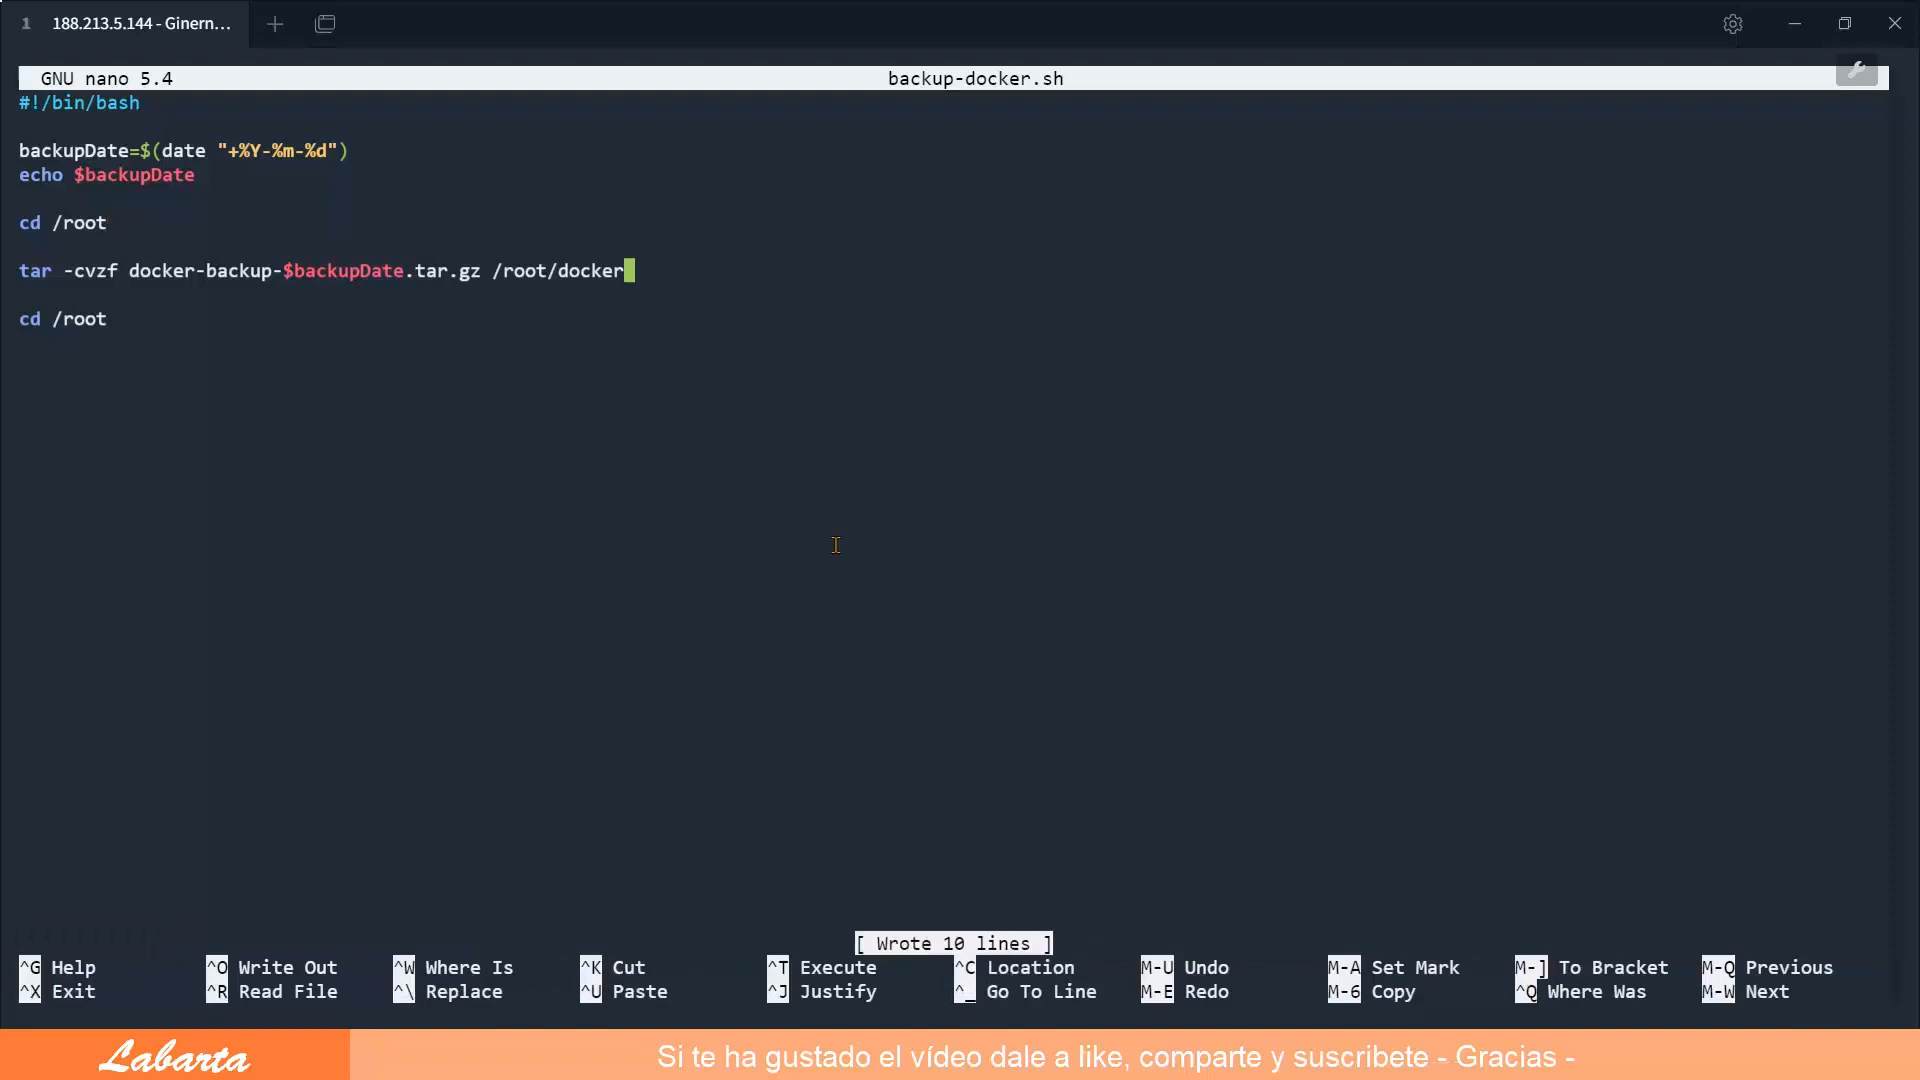 1 188.213.5.144 - Ginern...
GNU nano 5.4 backup-docker.sh
#!/bin/bash
backupDate=$(date "+%Y-%m-%d")
echo $backupDate
cd /root
tar -cvzf docker-backup-$backupDate.tar.gz /root/docker
cd /root
[ Wrote 10 lines ]
^G Help ^O Write Out ^W Where Is ^K Cut ^T Execute ^C Location M-U Undo M-A Set Mark M-] To Bracket M-Q Previous
^X Exit ^R Read File ^\ Replace ^U Paste ^J Justify ^_ Go To Line M-E Redo M-6 Copy ^Q Where Was M-W Next
Labarta Si te ha gustado el vídeo dale a like, comparte y suscribete - Gracias -